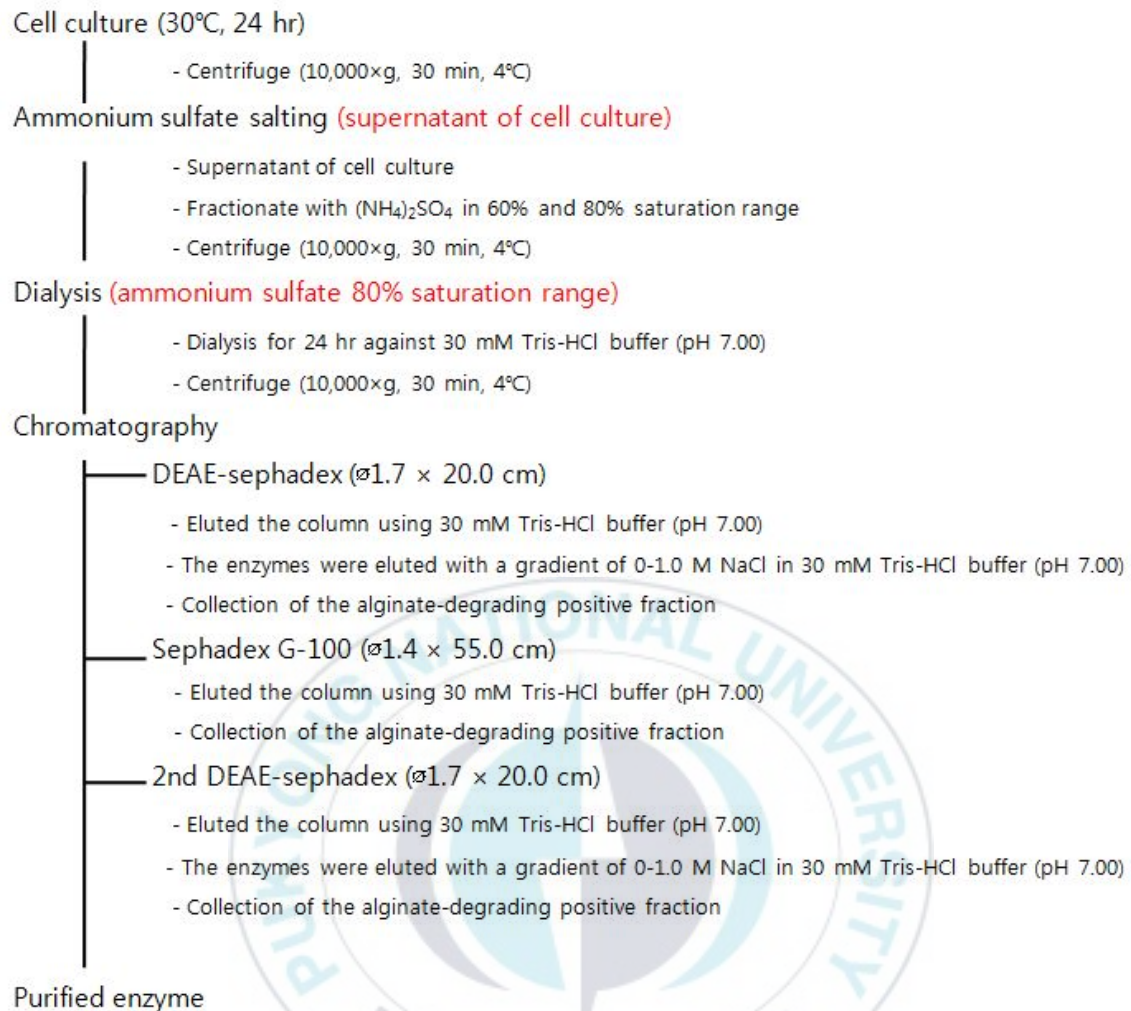 Cell culture (30℃, 24 hr)
- Centrifuge (10,000×g, 30 min, 4℃)
Ammonium sulfate salting (supernatant of cell culture)
- Supernatant of cell culture
- Fractionate with (NH₄)₂SO₄ in 60% and 80% saturation range
- Centrifuge (10,000×g, 30 min, 4℃)
Dialysis (ammonium sulfate 80% saturation range)
- Dialysis for 24 hr against 30 mM Tris-HCl buffer (pH 7.00)
- Centrifuge (10,000×g, 30 min, 4℃)
Chromatography
DEAE-sephadex (⌀1.7 × 20.0 cm)
- Eluted the column using 30 mM Tris-HCl buffer (pH 7.00)
- The enzymes were eluted with a gradient of 0-1.0 M NaCl in 30 mM Tris-HCl buffer (pH 7.00)
- Collection of the alginate-degrading positive fraction
Sephadex G-100 (⌀1.4 × 55.0 cm)
- Eluted the column using 30 mM Tris-HCl buffer (pH 7.00)
- Collection of the alginate-degrading positive fraction
2nd DEAE-sephadex (⌀1.7 × 20.0 cm)
- Eluted the column using 30 mM Tris-HCl buffer (pH 7.00)
- The enzymes were eluted with a gradient of 0-1.0 M NaCl in 30 mM Tris-HCl buffer (pH 7.00)
- Collection of the alginate-degrading positive fraction
Purified enzyme
PUKYONG NATIONAL UNIVERSITY